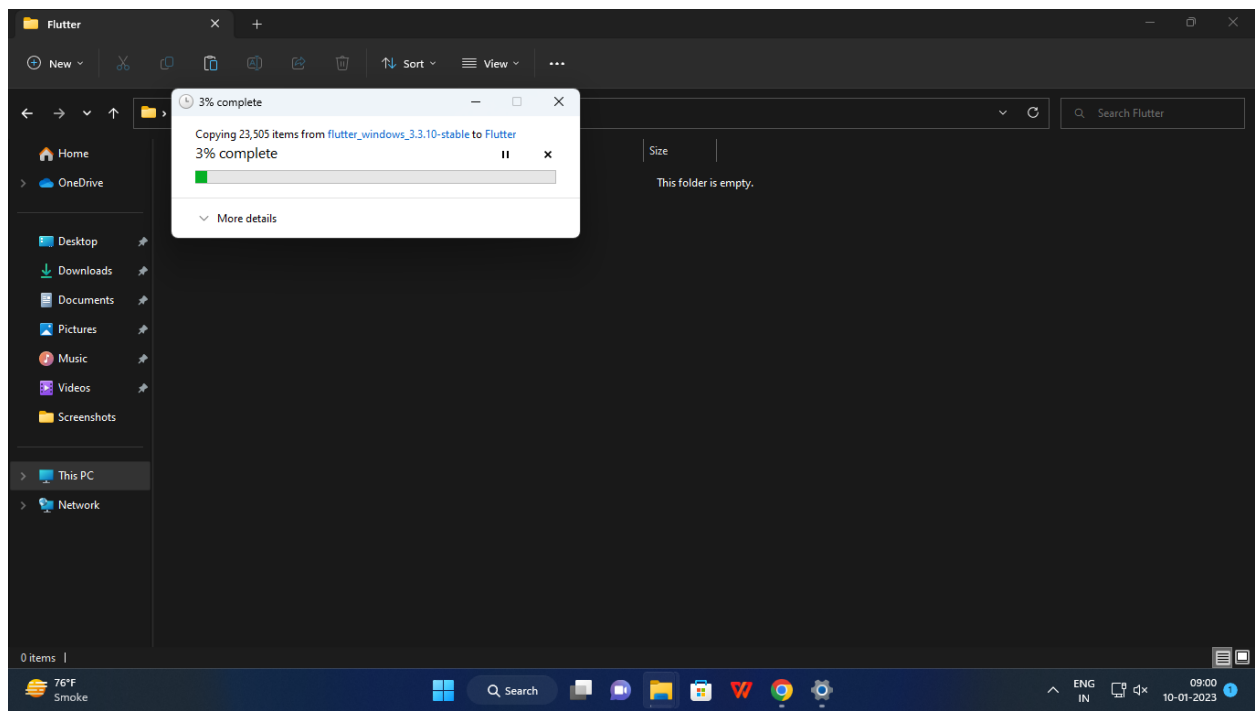 Flutter
New
Sort
View
Search Flutter
3% complete
Copying 23,505 items from flutter_windows_3.3.10-stable to Flutter
3% complete
More details
Size
This folder is empty.
Home
OneDrive
Desktop
Downloads
Documents
Pictures
Music
Videos
Screenshots
This PC
Network
0 items
76°F
Smoke
Search
ENG
IN
09:00
10-01-2023
1